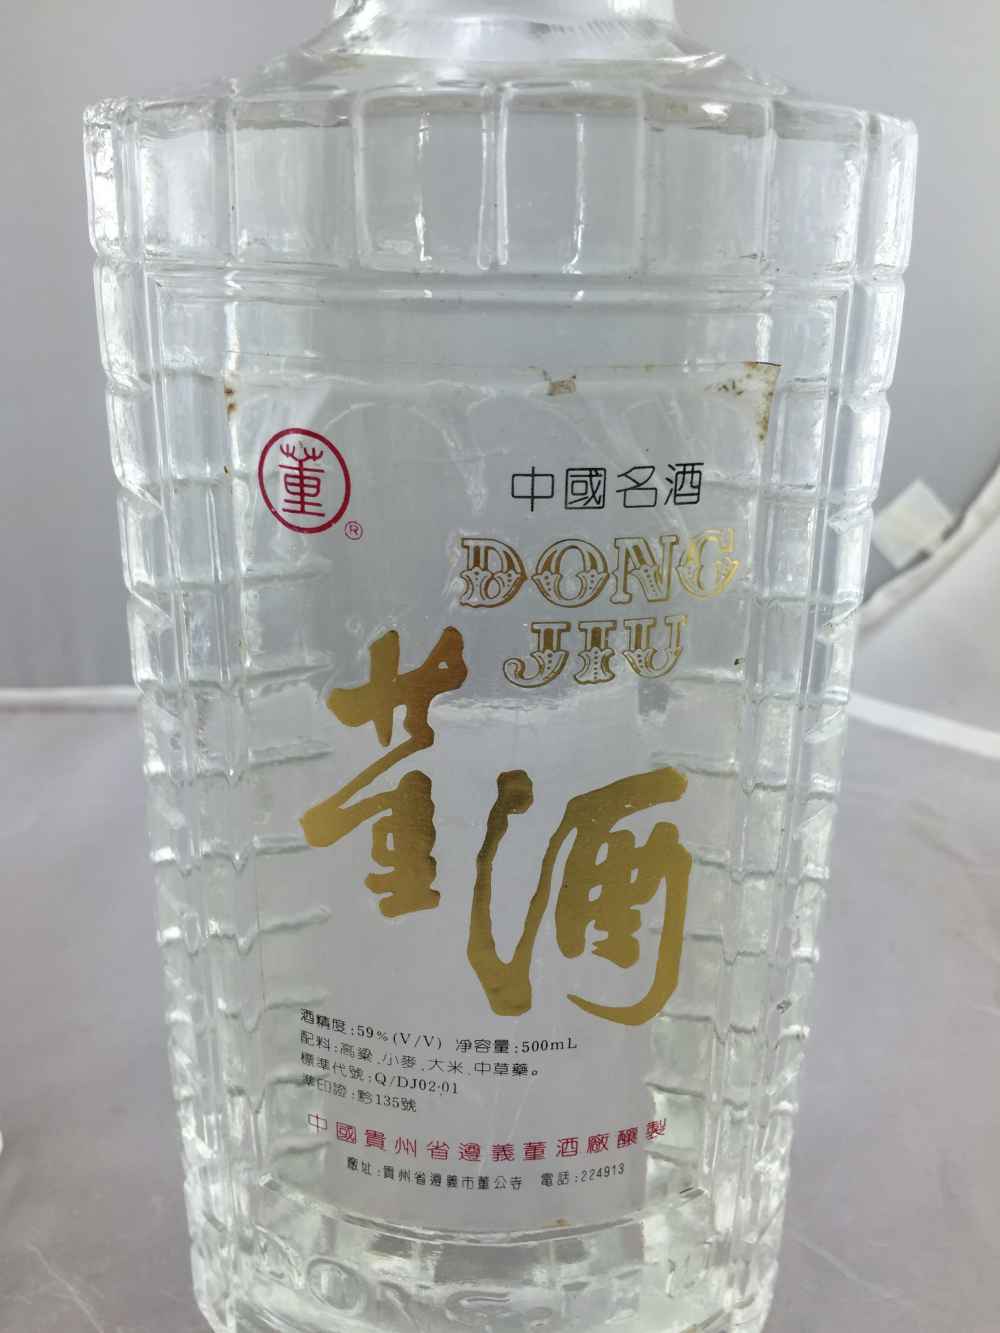 董
®
中國名酒
DONG
JIU
董酒
酒精度:59%(V/V) 净容量:500mL
配料:高粱、小麥、大米、中草藥。
標準代號:Q/DJ02·01
準印證:黔135號
中國貴州省遵義董酒廠釀製
廠址:貴州省遵義市董公寺 電話:224913